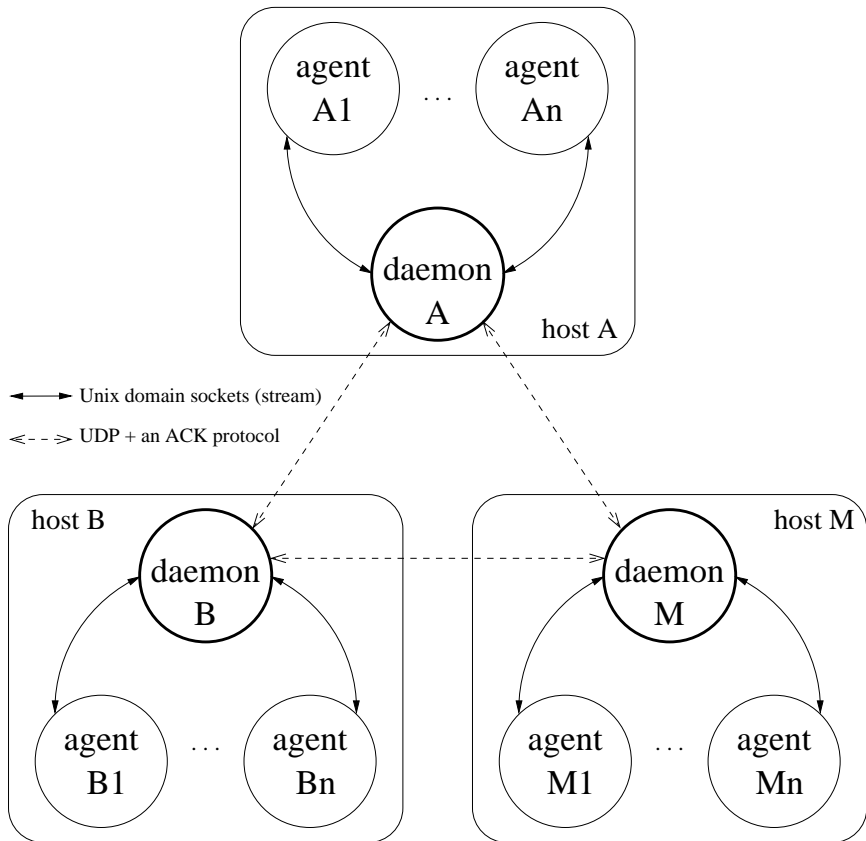 agent
A1
. . .
agent
An
daemon
A
host A
Unix domain sockets (stream)
UDP + an ACK protocol
host B
daemon
B
agent
B1
. . .
agent
Bn
host M
daemon
M
agent
M1
. . .
agent
Mn